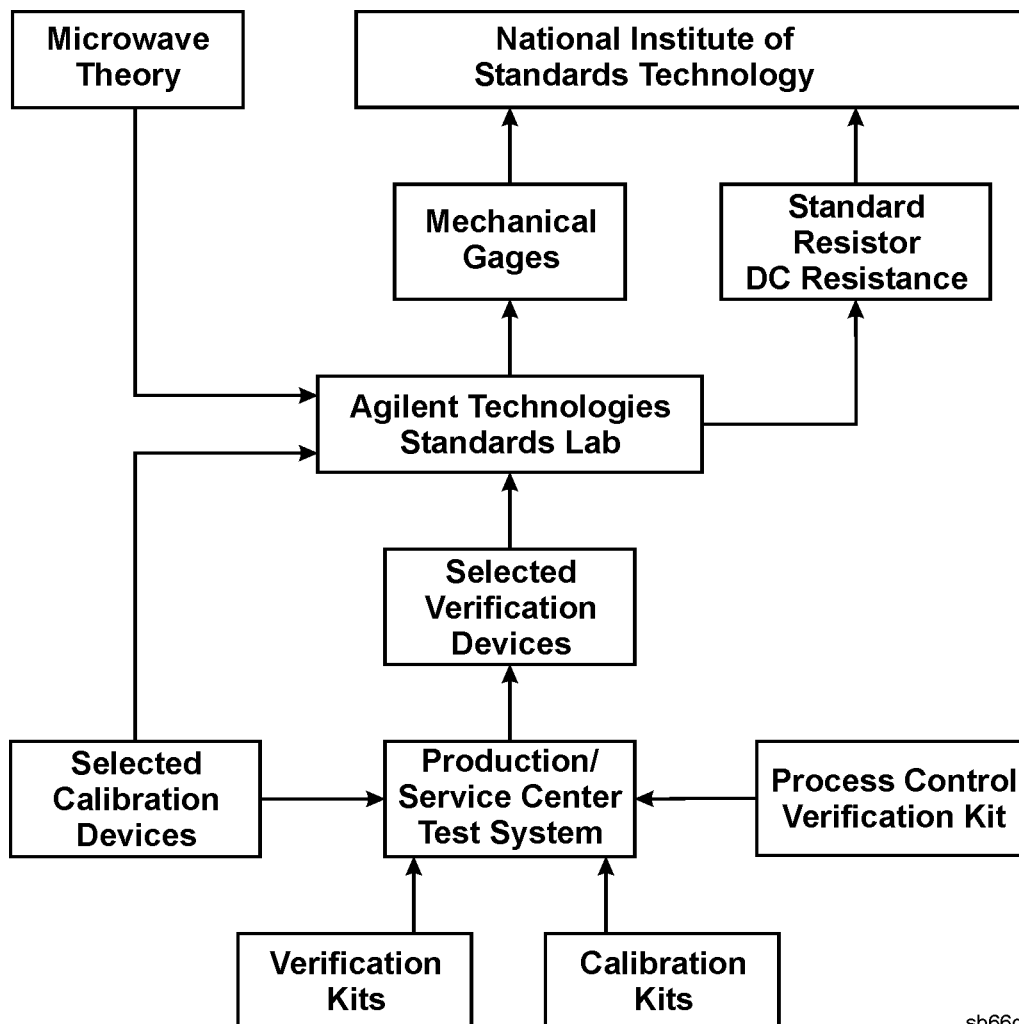 Microwave
Theory
National Institute of
Standards Technology
Mechanical
Gages
Standard
Resistor
DC Resistance
Agilent Technologies
Standards Lab
Selected
Verification
Devices
Selected
Calibration
Devices
Production/
Service Center
Test System
Process Control
Verification Kit
Verification
Kits
Calibration
Kits